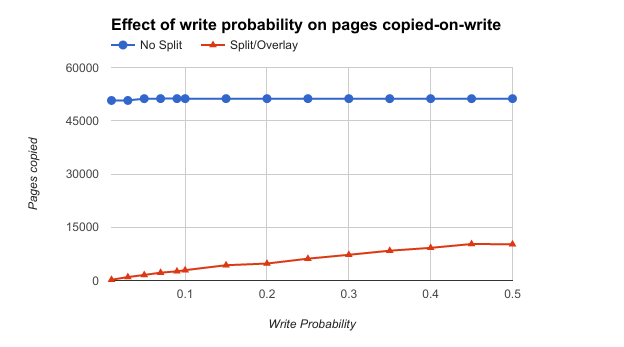 Effect of write probability on pages copied-on-write
No Split
Split/Overlay
60000
45000
30000
15000
0
Pages copied
0.1
0.2
0.3
0.4
0.5
Write Probability